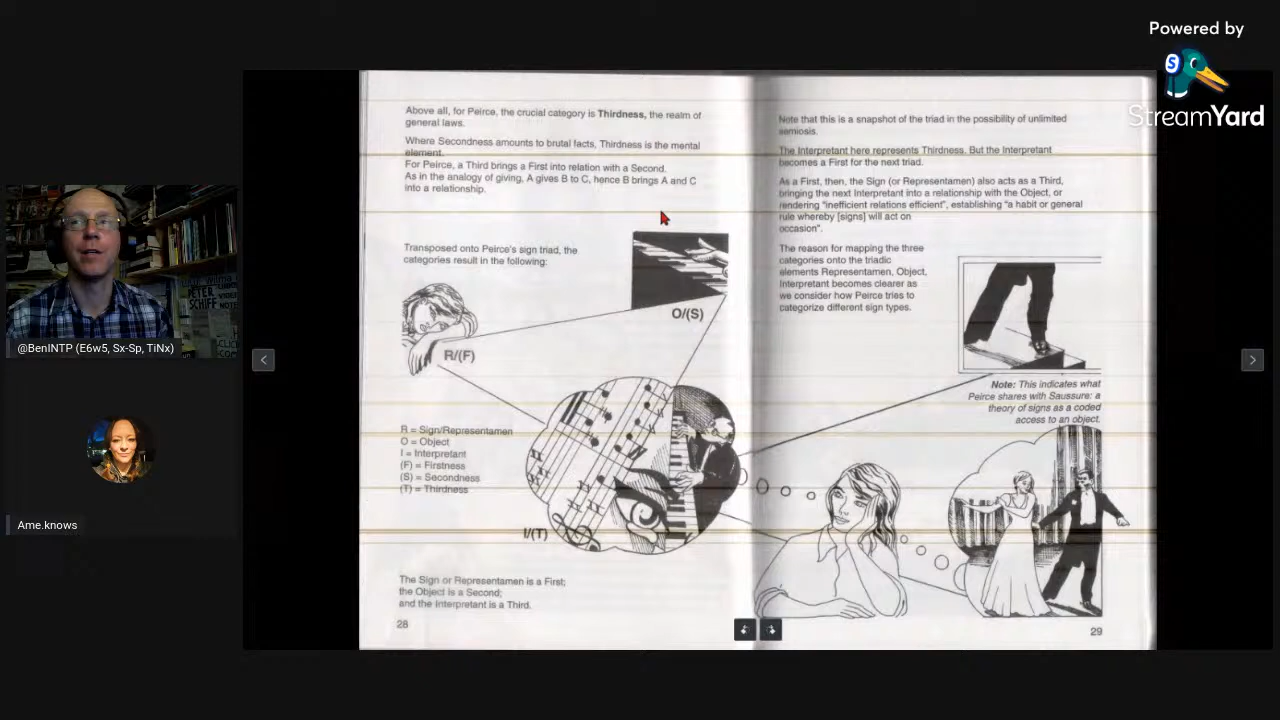 Powered by
StreamYard
Above all, for Peirce, the crucial category is Thirdness, the realm of
general laws.
Where Secondness amounts to brutal facts, Thirdness is the mental
element.
For Peirce, a Third brings a First into relation with a Second.
As in the analogy of giving, A gives B to C, hence B brings A and C
into a relationship.
Transposed onto Peirce's sign triad, the
categories result in the following:
O/(S)
R/(F)
R = Sign/Representamen
O = Object
I = Interpretant
(F) = Firstness
(S) = Secondness
(T) = Thirdness
I/(T)
The Sign or Representamen is a First;
the Object is a Second;
and the Interpretant is a Third.
28
Note that this is a snapshot of the triad in the possibility of unlimited
semiosis.
The Interpretant here represents Thirdness. But the Interpretant
becomes a First for the next triad.
As a First, then, the Sign (or Representamen) also acts as a Third,
bringing the next Interpretant into a relationship with the Object, or
rendering "inefficient relations efficient", establishing "a habit or general
rule whereby [signs] will act on
occasion".
The reason for mapping the three
categories onto the triadic
elements Representamen, Object,
Interpretant becomes clearer as
we consider how Peirce tries to
categorize different sign types.
Note: This indicates what
Peirce shares with Saussure: a
theory of signs as a coded
access to an object.
29
PETER
SCHIFF
@BenINTP (E6w5, Sx-Sp, TiNx)
Ame.knows